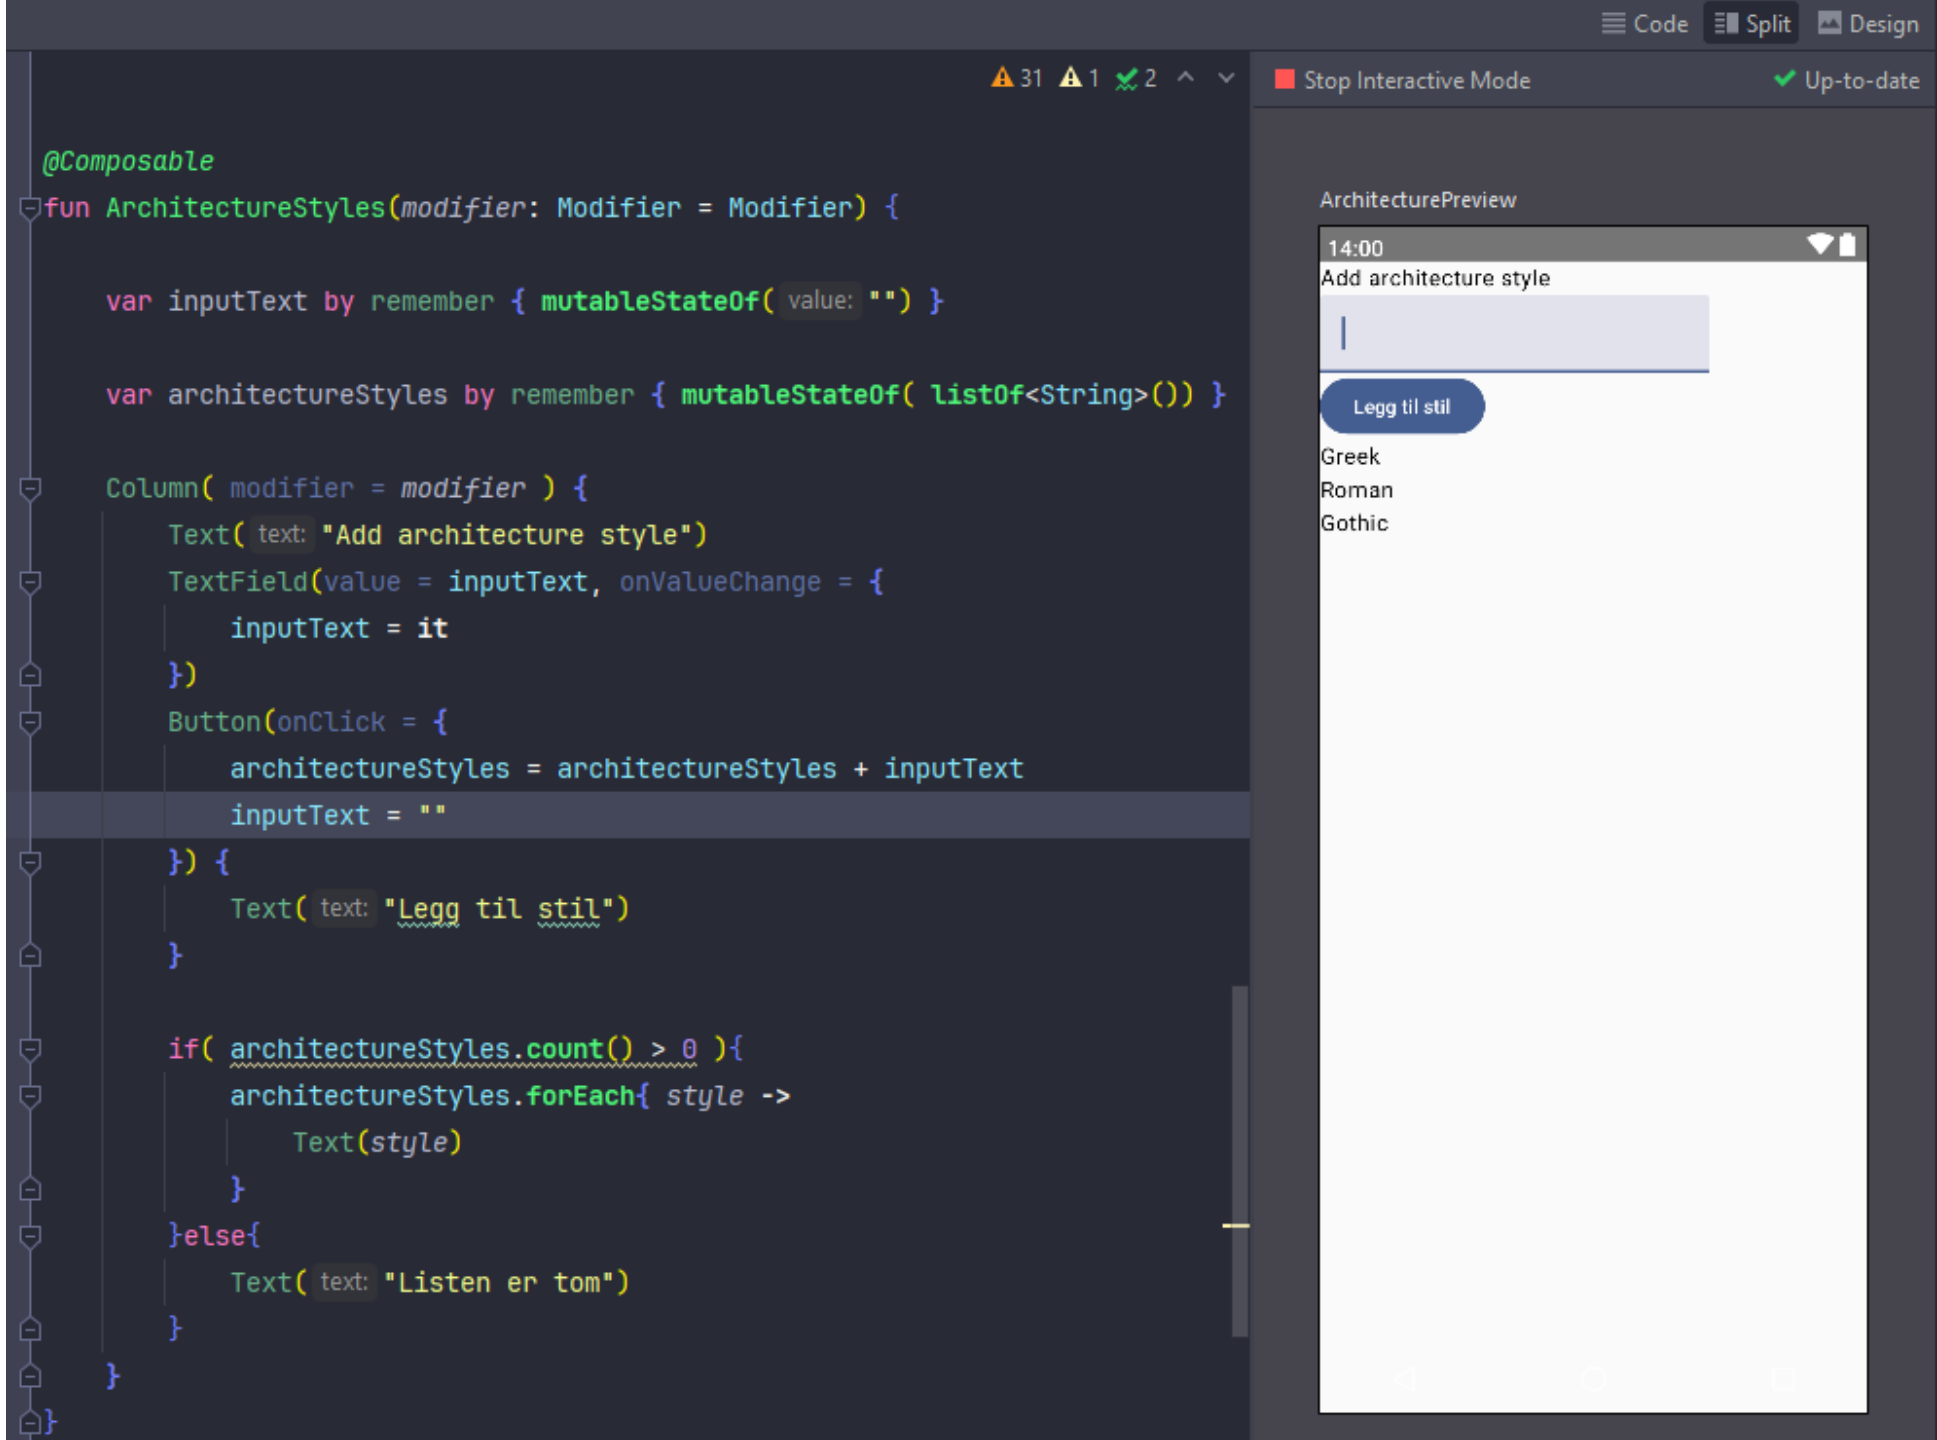 Code Split Design
31 1 2
Stop Interactive Mode Up-to-date
@Composable
fun ArchitectureStyles(modifier: Modifier = Modifier) {
var inputText by remember { mutableStateOf( value: "") }
var architectureStyles by remember { mutableStateOf( listOf<String>()) }
Column( modifier = modifier ) {
Text( text: "Add architecture style")
TextField(value = inputText, onValueChange = {
inputText = it
})
Button(onClick = {
architectureStyles = architectureStyles + inputText
inputText = ""
}) {
Text( text: "Legg til stil")
}
if( architectureStyles.count() > 0 ){
architectureStyles.forEach{ style ->
Text(style)
}
}else{
Text( text: "Listen er tom")
}
}
}
ArchitecturePreview
14:00
Add architecture style
Legg til stil
Greek
Roman
Gothic